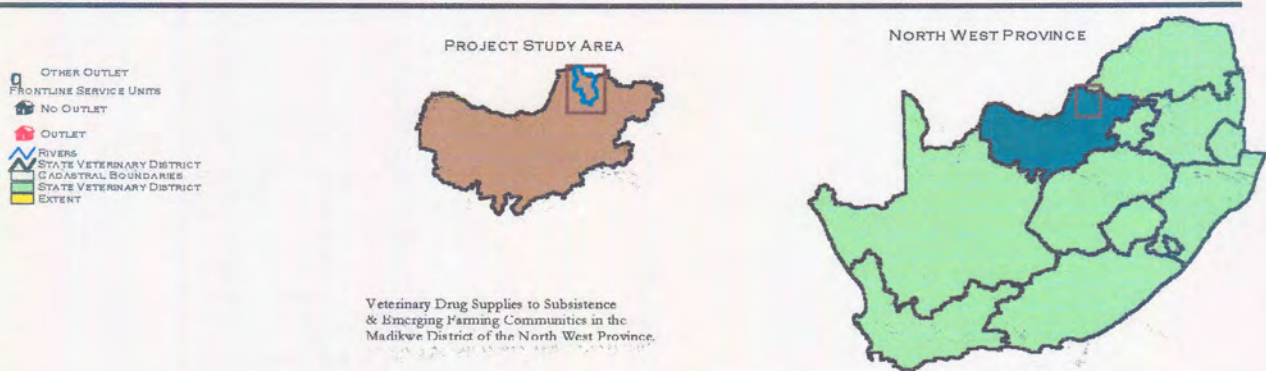 OTHER OUTLET
FRONTLINE SERVICE UNITS
NO OUTLET
OUTLET
RIVERS
STATE VETERINARY DISTRICT
CADASTRAL BOUNDARIES
STATE VETERINARY DISTRICT
EXTENT
PROJECT STUDY AREA
Veterinary Drug Supplies to Subsistence
& Emerging Farming Communities in the
Madikwe District of the North West Province.
NORTH WEST PROVINCE